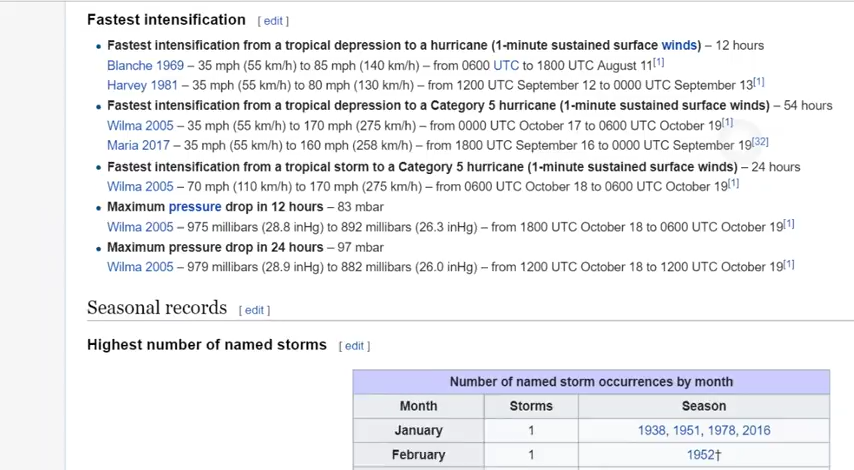 Fastest intensification [ edit ]
• Fastest intensification from a tropical depression to a hurricane (1-minute sustained surface winds) – 12 hours
Blanche 1969 – 35 mph (55 km/h) to 85 mph (140 km/h) – from 0600 UTC to 1800 UTC August 11[1]
Harvey 1981 – 35 mph (55 km/h) to 80 mph (130 km/h) – from 1200 UTC September 12 to 0000 UTC September 13[1]
• Fastest intensification from a tropical depression to a Category 5 hurricane (1-minute sustained surface winds) – 54 hours
Wilma 2005 – 35 mph (55 km/h) to 170 mph (275 km/h) – from 0000 UTC October 17 to 0600 UTC October 19[1]
Maria 2017 – 35 mph (55 km/h) to 160 mph (258 km/h) – from 1800 UTC September 16 to 0000 UTC September 19[32]
• Fastest intensification from a tropical storm to a Category 5 hurricane (1-minute sustained surface winds) – 24 hours
Wilma 2005 – 70 mph (110 km/h) to 170 mph (275 km/h) – from 0600 UTC October 18 to 0600 UTC October 19[1]
• Maximum pressure drop in 12 hours – 83 mbar
Wilma 2005 – 975 millibars (28.8 inHg) to 892 millibars (26.3 inHg) – from 1800 UTC October 18 to 0600 UTC October 19[1]
• Maximum pressure drop in 24 hours – 97 mbar
Wilma 2005 – 979 millibars (28.9 inHg) to 882 millibars (26.0 inHg) – from 1200 UTC October 18 to 1200 UTC October 19[1]
Seasonal records [ edit ]
Highest number of named storms [ edit ]
Number of named storm occurrences by month
Month Storms Season
January 1 1938, 1951, 1978, 2016
February 1 1952†